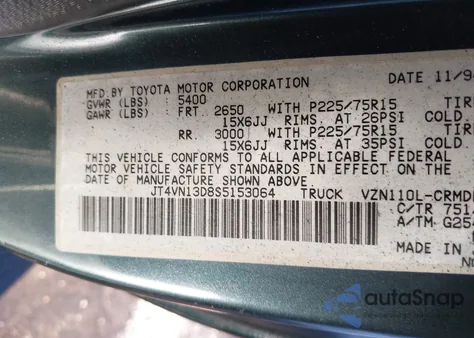 MFD.BY TOYOTA MOTOR CORPORATION DATE 11/9
GVWR (LBS) 5400
GAWR (LBS) FRT 2650 WITH P225/75R15 TIR
15X6JJ RIMS. AT 26PSI COLD.
RR. 3000 WITH P225/75R15 TIR
15X6JJ RIMS. AT 35PSI COLD.
THIS VEHICLE CONFORMS TO ALL APPLICABLE FEDERAL
MOTOR VEHICLE SAFETY STANDARDS IN EFFECT ON THE
DATE OF MANUFACTURE SHOWN ABOVE.
JT4VN13D8S5153064 TRUCK VZN110L-CRMD
C/TR 751
A/TM G254
MADE IN
autoSnap